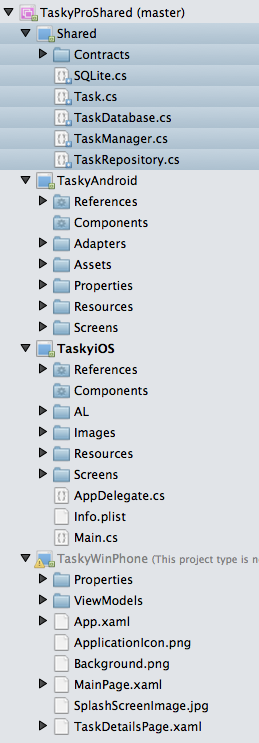 TaskyProShared (master)
Shared
Contracts
SQLite.cs
Task.cs
TaskDatabase.cs
TaskManager.cs
TaskRepository.cs
TaskyAndroid
References
Components
Adapters
Assets
Properties
Resources
Screens
TaskyiOS
References
Components
AL
Images
Resources
Screens
AppDelegate.cs
Info.plist
Main.cs
TaskyWinPhone (This project type is n
Properties
ViewModels
App.xaml
ApplicationIcon.png
Background.png
MainPage.xaml
SplashScreenImage.jpg
TaskDetailsPage.xaml